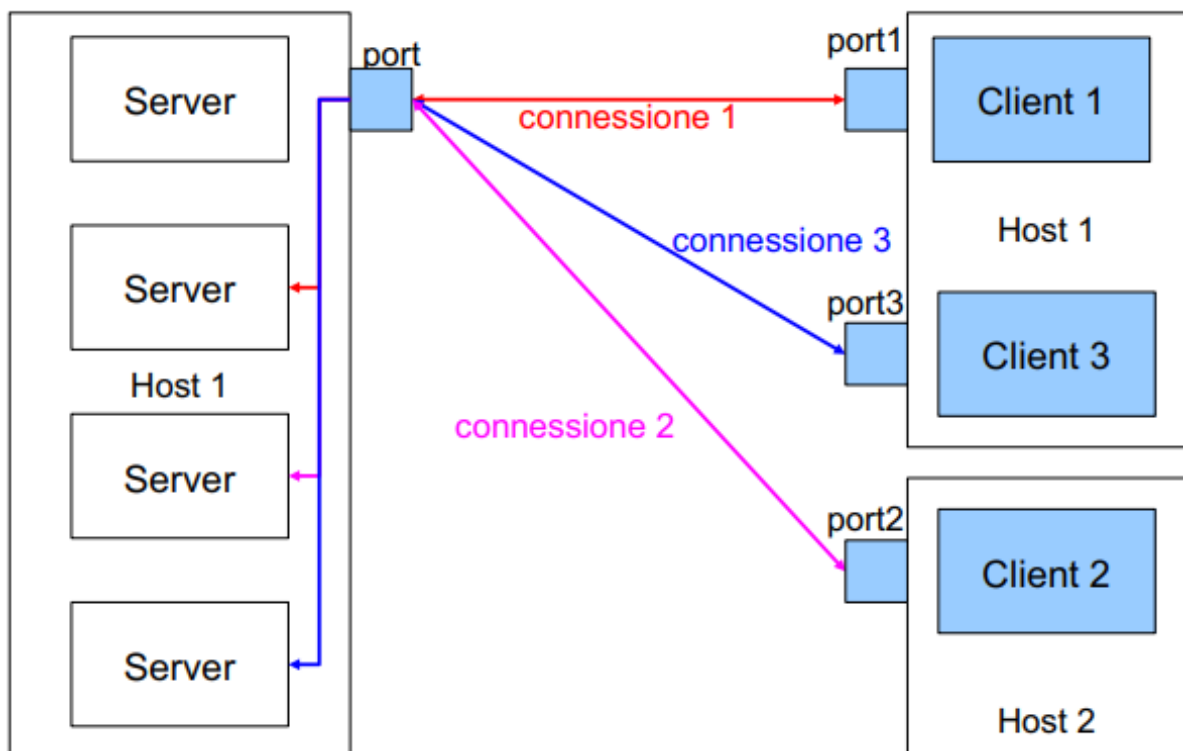 port
port1
Server
connessione 1
Client 1
Host 1
connessione 3
Server
port3
Client 3
Host 1
connessione 2
Server
port2
Client 2
Server
Host 2